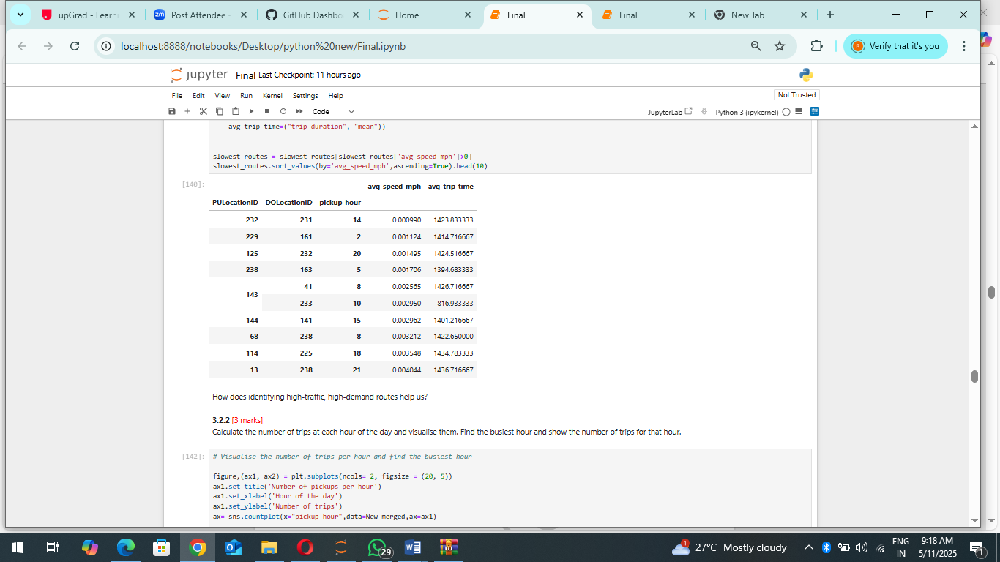 upGrad - Learni
Post Attendee -
GitHub Dashbo
Home
Final
Final
New Tab
localhost:8888/notebooks/Desktop/python%20new/Final.ipynb
Verify that it's you
jupyter Final Last Checkpoint: 11 hours ago
File Edit View Run Kernel Settings Help
Not Trusted
Code
JupyterLab
Python 3 (ipykernel)
avg_trip_time=("trip_duration", "mean"))
slowest_routes = slowest_routes[slowest_routes['avg_speed_mph']>0]
slowest_routes.sort_values(by='avg_speed_mph',ascending=True).head(10)
[140]:
avg_speed_mph avg_trip_time
PULocationID DOLocationID pickup_hour
232 231 14 0.000990 1423.833333
229 161 2 0.001124 1414.716667
125 232 20 0.001495 1424.516667
238 163 5 0.001706 1394.683333
143 41 8 0.002565 1426.716667
233 10 0.002950 816.933333
144 141 15 0.002962 1401.216667
68 238 8 0.003212 1422.650000
114 225 18 0.003548 1434.783333
13 238 21 0.004044 1436.716667
How does identifying high-traffic, high-demand routes help us?
3.2.2 [3 marks]
Calculate the number of trips at each hour of the day and visualise them. Find the busiest hour and show the number of trips for that hour.
[142]: # Visualise the number of trips per hour and find the busiest hour
figure,(ax1, ax2) = plt.subplots(ncols= 2, figsize = (20, 5))
ax1.set_title('Number of pickups per hour')
ax1.set_xlabel('Hour of the day')
ax1.set_ylabel('Number of trips')
ax= sns.countplot(x="pickup_hour",data=New_merged,ax=ax1)
29
1
27°C Mostly cloudy
ENG
IN
9:18 AM
5/11/2025
1